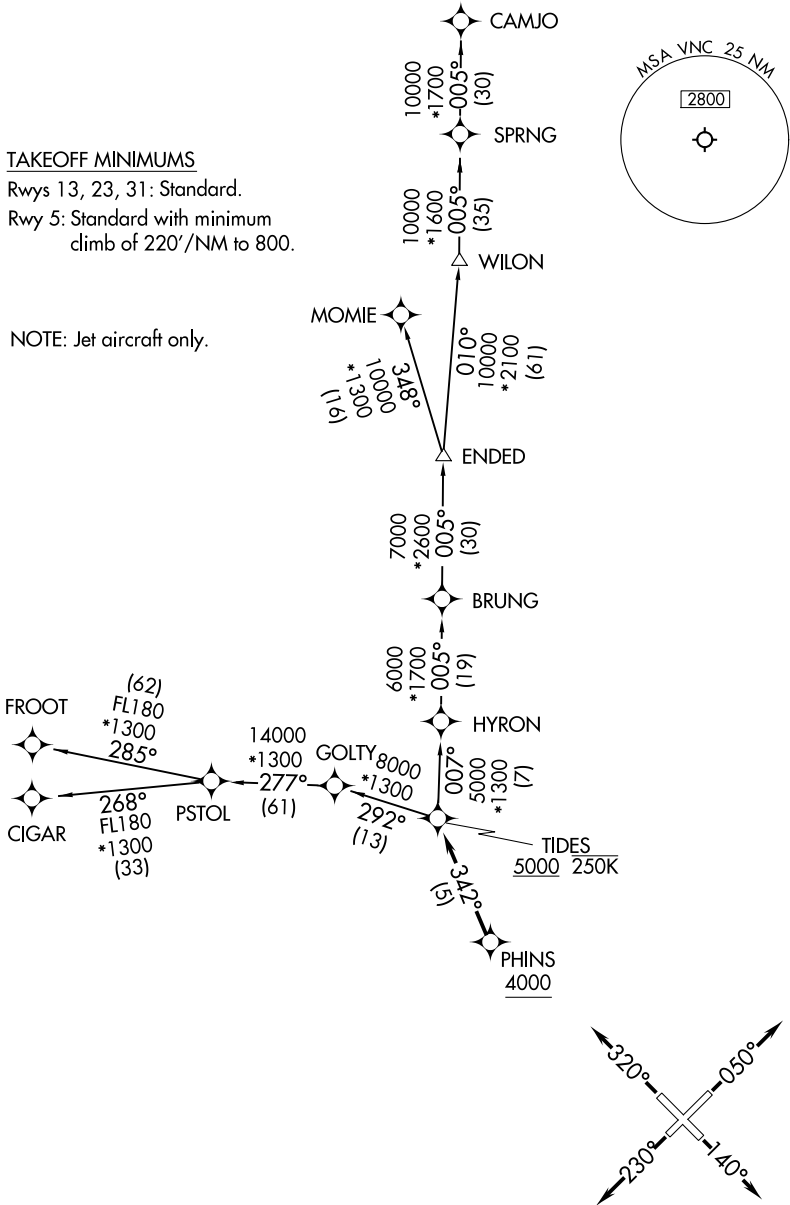 CAMJO
10000
*1700
005°
(30)
MSA VNC 25 NM
2800
SPRNG
TAKEOFF MINIMUMS
Rwys 13, 23, 31: Standard.
Rwy 5: Standard with minimum
climb of 220'/NM to 800.
10000
*1600
005°
(35)
WILON
MOMIE
NOTE: Jet aircraft only.
348°
10000
*1300
(16)
010°
10000
*2100
(61)
ENDED
7000
*2600
005°
(30)
BRUNG
6000
*1700
005°
(19)
HYRON
FROOT
(62)
FL180
*1300
285°
CIGAR
268°
FL180
*1300
(33)
PSTOL
14000
*1300
277°
(61)
GOLTY
8000
*1300
292°
(13)
007°
5000
*1300
(7)
TIDES
5000 250K
342°
(5)
PHINS
4000
320°
050°
230°
140°